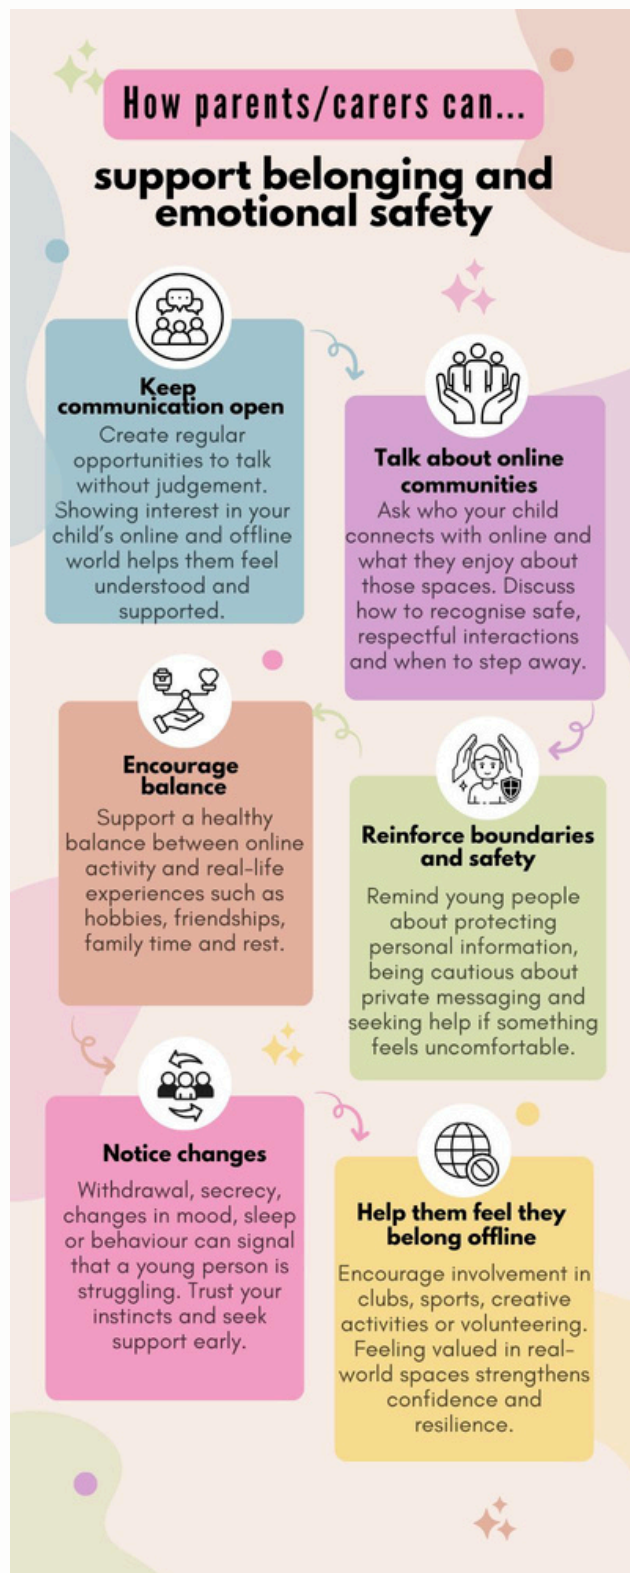 How parents/carers can...
support belonging and
emotional safety
Keep
communication open
Create regular
opportunities to talk
without judgement.
Showing interest in your
child's online and offline
world helps them feel
understood and
supported.
Talk about online
communities
Ask who your child
connects with online and
what they enjoy about
those spaces. Discuss
how to recognise safe,
respectful interactions
and when to step away.
Reinforce boundaries
and safety
Remind young people
about protecting
personal information,
being cautious about
private messaging and
seeking help if something
feels uncomfortable.
Encourage
balance
Support a healthy
balance between online
activity and real-life
experiences such as
hobbies, friendships,
family time and rest.
Notice changes
Withdrawal, secrecy,
changes in mood, sleep
or behaviour can signal
that a young person is
struggling. Trust your
instincts and seek
support early.
Help them feel they
belong offline
Encourage involvement in
clubs, sports, creative
activities or volunteering.
Feeling valued in real-
world spaces strengthens
confidence and
resilience.